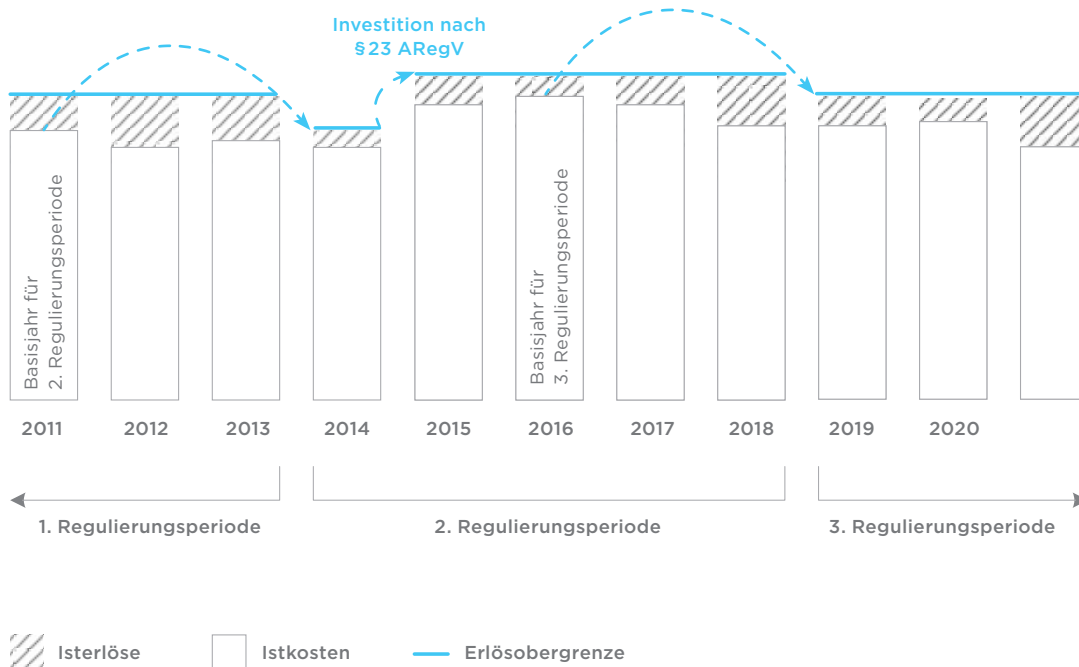 Investition nach
§ 23 ARegV
Basisjahr für
2. Regulierungsperiode
Basisjahr für
3. Regulierungsperiode
2011
2012
2013
2014
2015
2016
2017
2018
2019
2020
1. Regulierungsperiode
2. Regulierungsperiode
3. Regulierungsperiode
Isterlöse
Istkosten
Erlösobergrenze